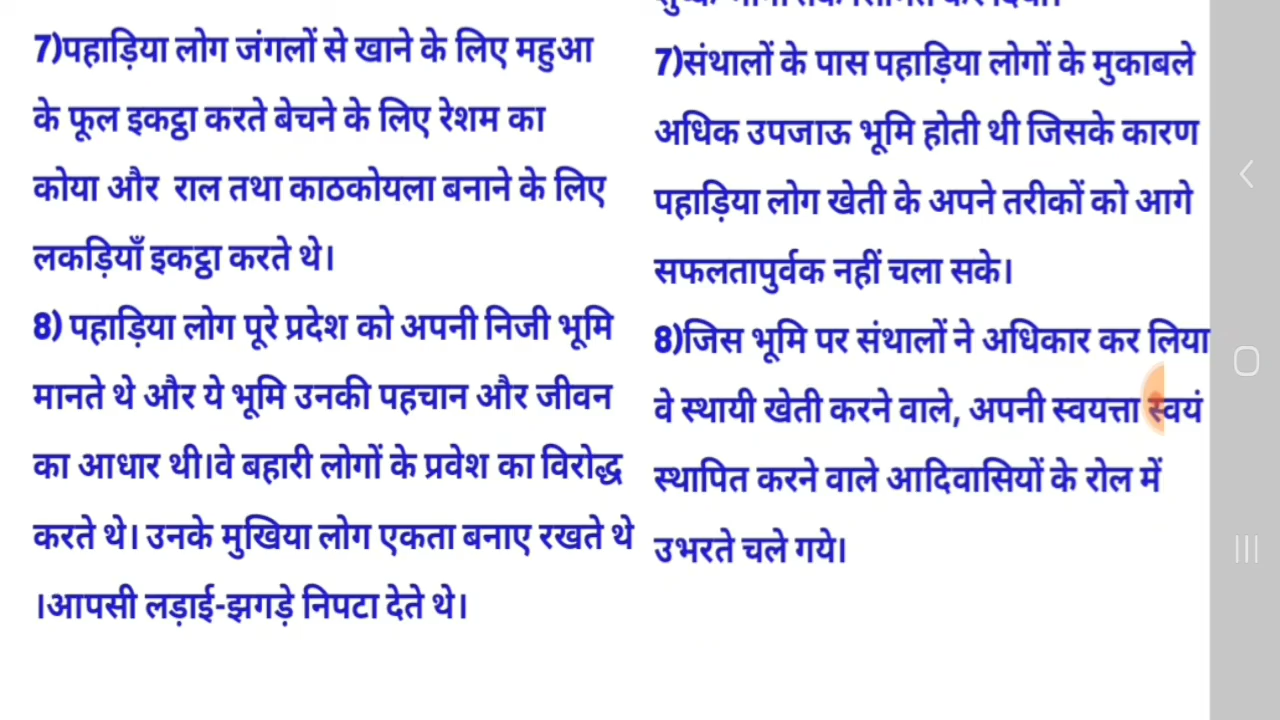 7)पहाड़िया लोग जंगलों से खाने के लिए महुआ
के फूल इकट्ठा करते बेचने के लिए रेशम का
कोया और राल तथा काठकोयला बनाने के लिए
लकड़ियाँ इकट्ठा करते थे।
8) पहाड़िया लोग पूरे प्रदेश को अपनी निजी भूमि
मानते थे और ये भूमि उनकी पहचान और जीवन
का आधार थी।वे बहारी लोगों के प्रवेश का विरोद्ध
करते थे। उनके मुखिया लोग एकता बनाए रखते थे
।आपसी लड़ाई-झगड़े निपटा देते थे।
7)संथालों के पास पहाड़िया लोगों के मुकाबले
अधिक उपजाऊ भूमि होती थी जिसके कारण
पहाड़िया लोग खेती के अपने तरीकों को आगे
सफलतापुर्वक नहीं चला सके।
8)जिस भूमि पर संथालों ने अधिकार कर लिया
वे स्थायी खेती करने वाले, अपनी स्वयत्ता स्वयं
स्थापित करने वाले आदिवासियों के रोल में
उभरते चले गये।